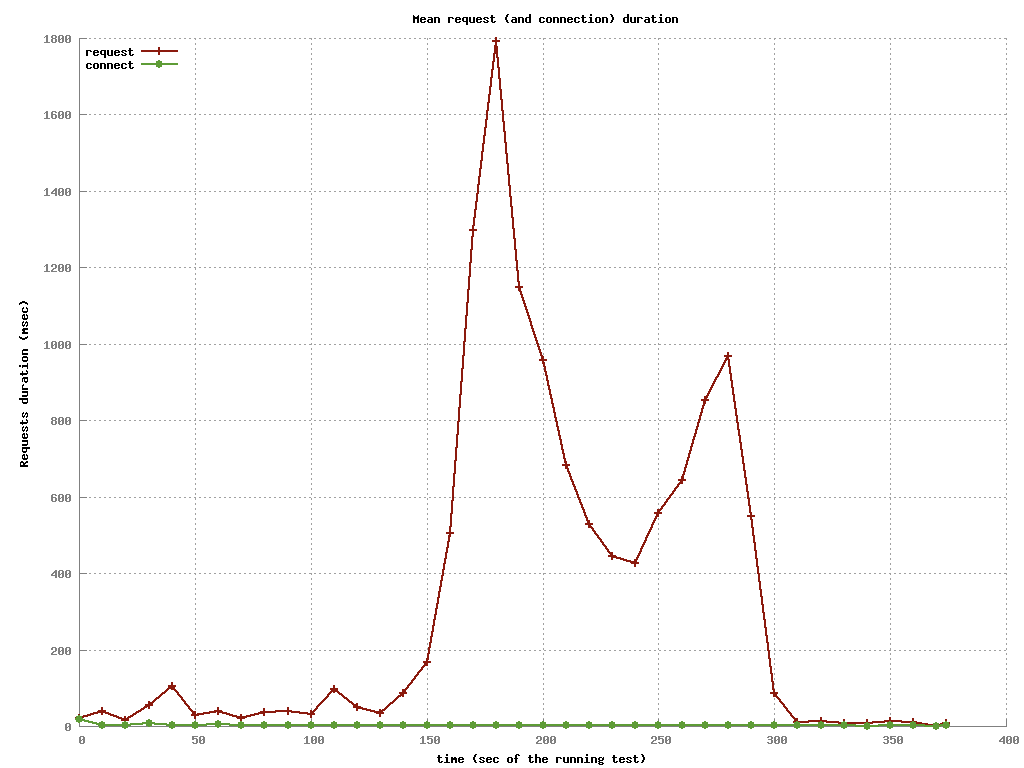 Mean request (and connection) duration
request
connect
Requests duration (msec)
1800
1600
1400
1200
1000
800
600
400
200
0
0 50 100 150 200 250 300 350 400
time (sec of the running test)